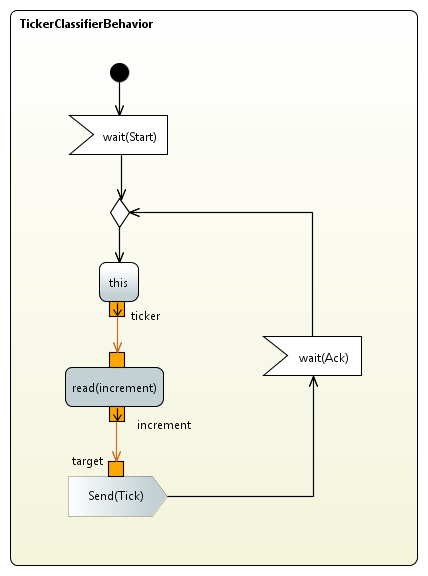 TickerClassifierBehavior
wait(Start)
this
ticker
wait(Ack)
read(increment)
increment
target
Send(Tick)